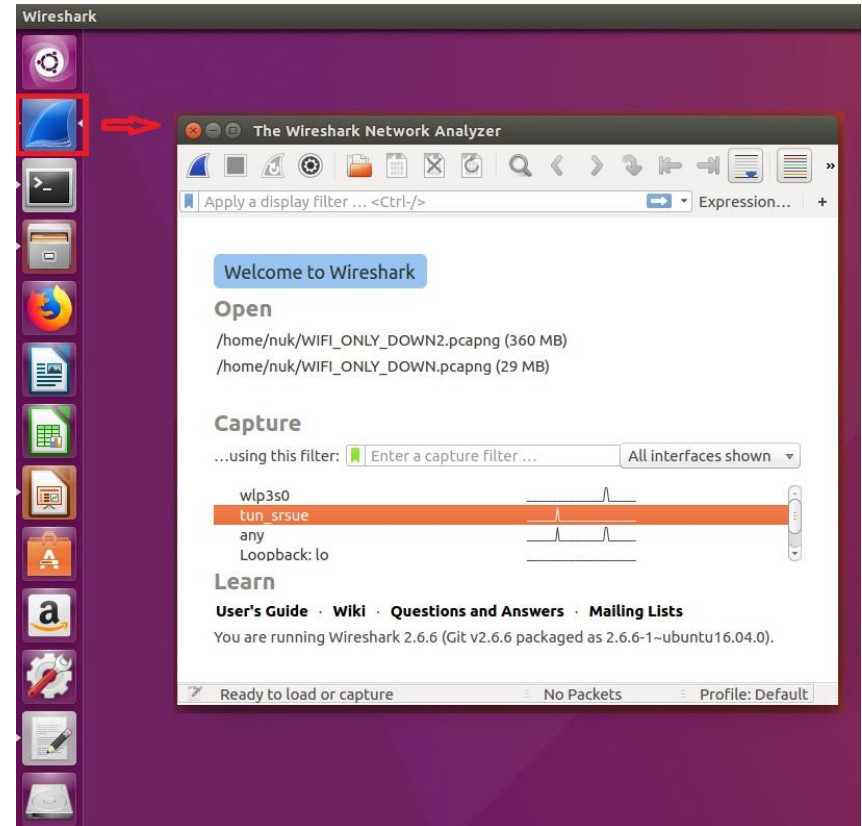 Wireshark
The Wireshark Network Analyzer
»
Apply a display filter … <Ctrl-/>
Expression…
+
Welcome to Wireshark
Open
/home/nuk/WIFI_ONLY_DOWN2.pcapng (360 MB)
/home/nuk/WIFI_ONLY_DOWN.pcapng (29 MB)
Capture
…using this filter: Enter a capture filter … All interfaces shown
wlp3s0
tun_srsue
any
Loopback: lo
Learn
User's Guide · Wiki · Questions and Answers · Mailing Lists
You are running Wireshark 2.6.6 (Git v2.6.6 packaged as 2.6.6-1~ubuntu16.04.0).
Ready to load or capture No Packets Profile: Default
>_
A
a